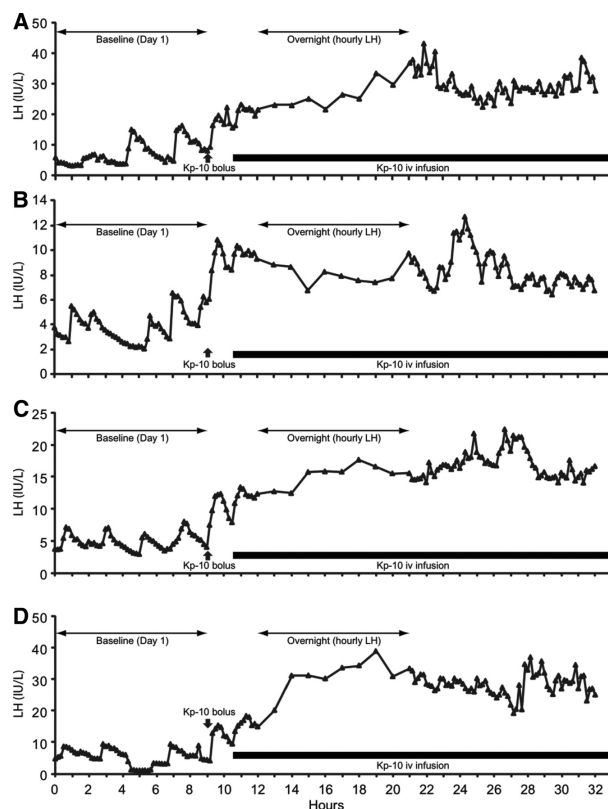 A
50
40
30
20
10
0
LH (IU/L)
Baseline (Day 1)
Overnight (hourly LH)
Kp-10 bolus
Kp-10 iv infusion
B
14
12
10
8
6
4
2
0
LH (IU/L)
Baseline (Day 1)
Overnight (hourly LH)
Kp-10 bolus
Kp-10 iv infusion
C
25
20
15
10
5
0
LH (IU/L)
Baseline (Day 1)
Overnight (hourly LH)
Kp-10 bolus
Kp-10 iv infusion
D
50
40
30
20
10
0
LH (IU/L)
Baseline (Day 1)
Overnight (hourly LH)
Kp-10 bolus
Kp-10 iv infusion
0 2 4 6 8 10 12 14 16 18 20 22 24 26 28 30 32
Hours